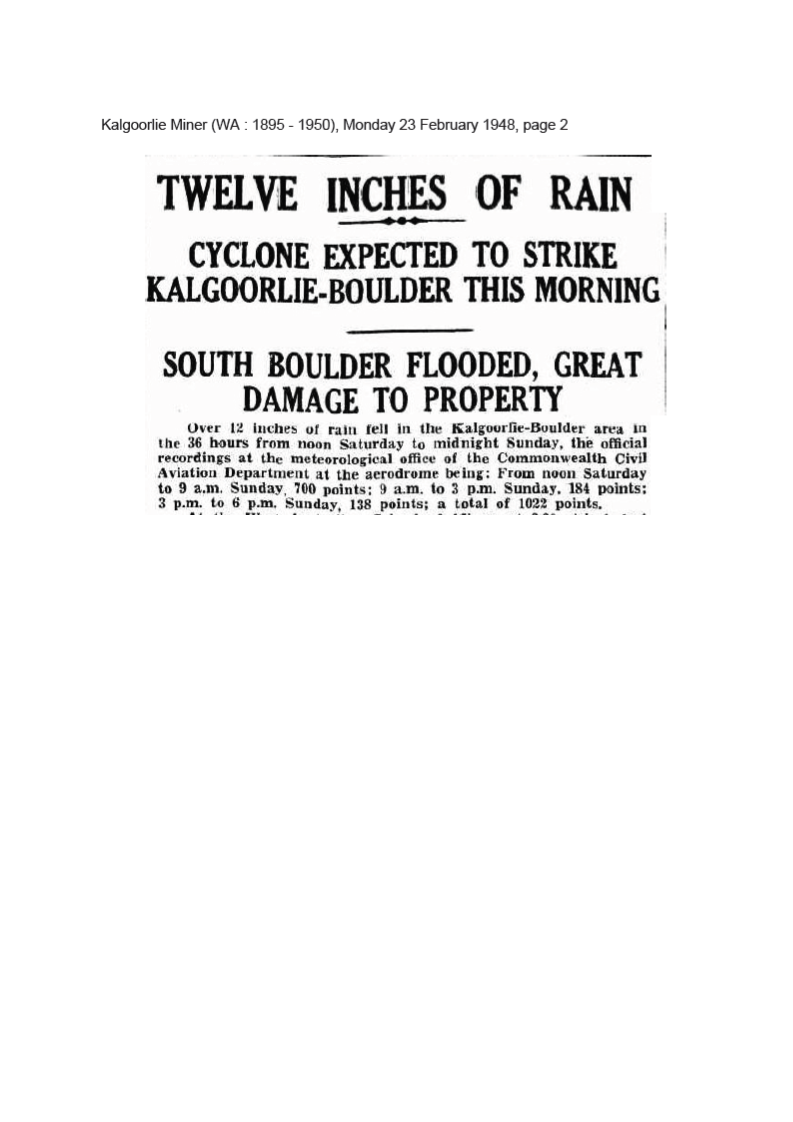 Kalgoorlie Miner (WA : 1895 - 1950), Monday 23 February 1948, page 2
TWELVE INCHES OF RAIN
CYCLONE EXPECTED TO STRIKE
KALGOORLIE-BOULDER THIS MORNING
SOUTH BOULDER FLOODED, GREAT
DAMAGE TO PROPERTY
Over 12 inches of rain fell in the Kalgoorlie-Boulder area in
the 36 hours from noon Saturday to midnight Sunday, the official
recordings at the meteorological office of the Commonwealth Civil
Aviation Department at the aerodrome being: From noon Saturday
to 9 a.m. Sunday, 700 points; 9 a.m. to 3 p.m. Sunday, 184 points;
3 p.m. to 6 p.m. Sunday, 138 points; a total of 1022 points.